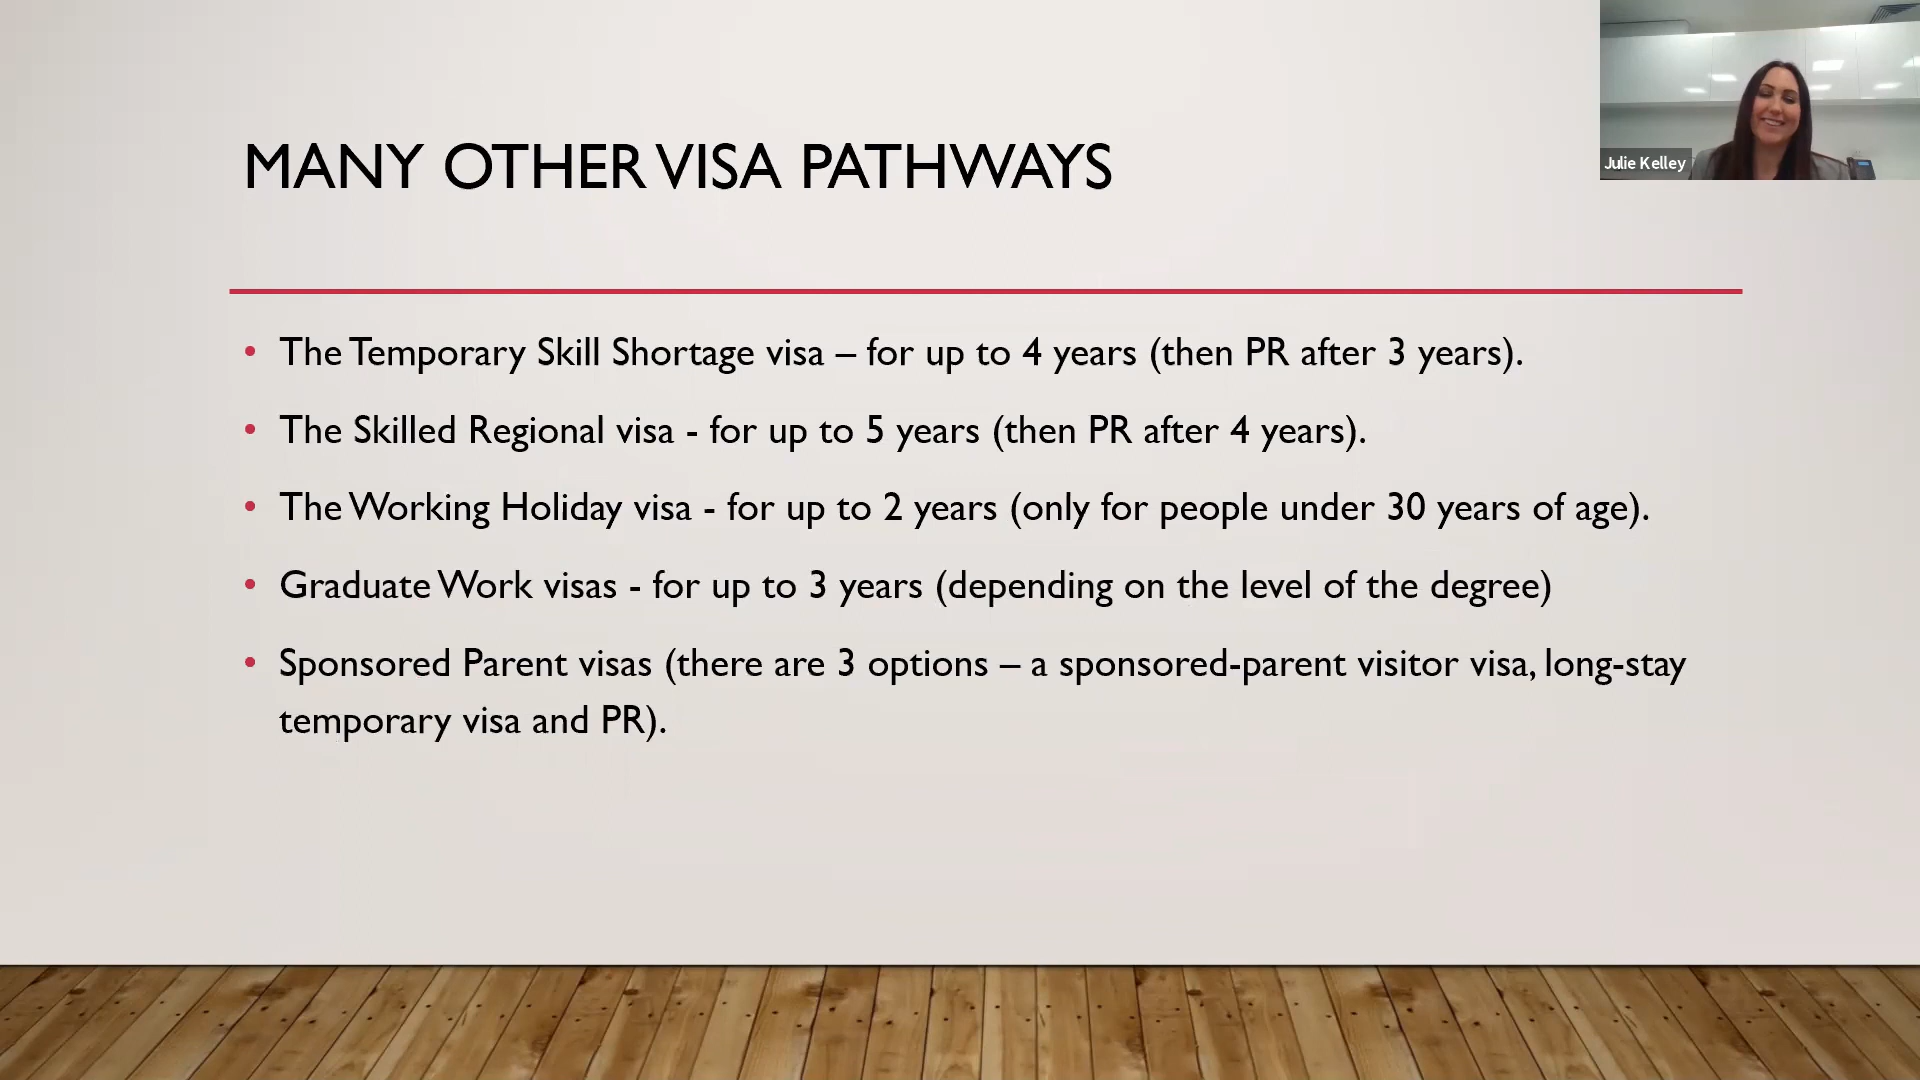 MANY OTHER VISA PATHWAYS
Julie Kelley
• The Temporary Skill Shortage visa – for up to 4 years (then PR after 3 years).
• The Skilled Regional visa - for up to 5 years (then PR after 4 years).
• The Working Holiday visa - for up to 2 years (only for people under 30 years of age).
• Graduate Work visas - for up to 3 years (depending on the level of the degree)
• Sponsored Parent visas (there are 3 options – a sponsored-parent visitor visa, long-stay
temporary visa and PR).